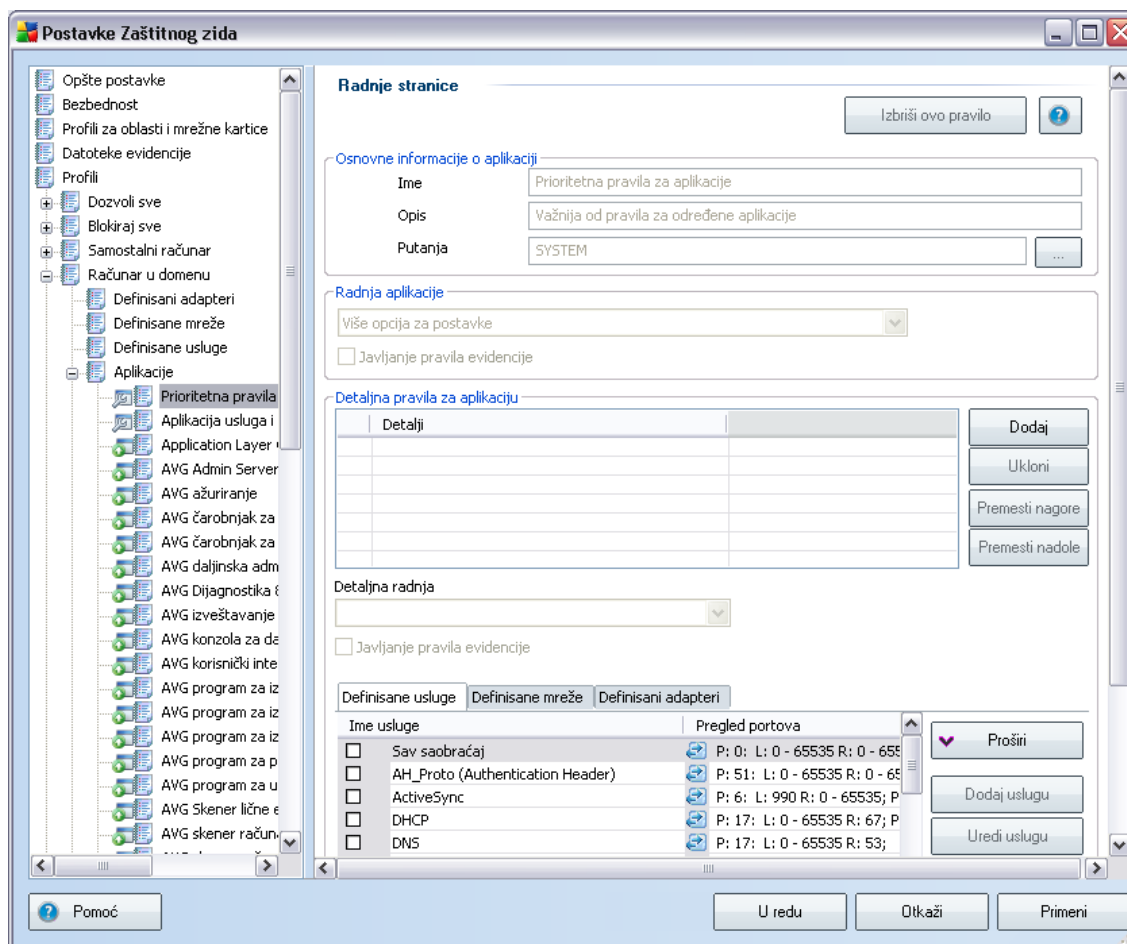 Postavke Zaštitnog zida
Opšte postavke
Bezbednost
Profili za oblasti i mrežne kartice
Datoteke evidencije
Profili
Dozvoli sve
Blokiraj sve
Samostalni računar
Računar u domenu
Definisani adapteri
Definisane mreže
Definisane usluge
Aplikacije
Prioritetna pravila
Aplikacija usluga i
Application Layer
AVG Admin Server
AVG ažuriranje
AVG čarobnjak za
AVG čarobnjak za
AVG daljinska adm
AVG Dijagnostika
AVG izveštavanje
AVG konzola za da
AVG korisnički inte
AVG program za iz
AVG program za iz
AVG program za iz
AVG program za p
AVG program za u
AVG Skener lične e
AVG skener račun
Radnje stranice
Izbriši ovo pravilo
Osnovne informacije o aplikaciji
Ime
Prioritetna pravila za aplikacije
Opis
Važnija od pravila za određene aplikacije
Putanja
SYSTEM
...
Radnja aplikacije
Više opcija za postavke
Javljanje pravila evidencije
Detaljna pravila za aplikaciju
Detalji
Dodaj
Ukloni
Premesti nagore
Premesti nadole
Detaljna radnja
Javljanje pravila evidencije
Definisane usluge Definisane mreže Definisani adapteri
Ime usluge Pregled portova
Sav saobraćaj P: 0: L: 0 - 65535 R: 0 - 655
AH_Proto (Authentication Header) P: 51: L: 0 - 65535 R: 0 - 65
ActiveSync P: 6: L: 990 R: 0 - 65535; P
DHCP P: 17: L: 0 - 65535 R: 67; P
DNS P: 17: L: 0 - 65535 R: 53;
Proširi
Dodaj uslugu
Uredi uslugu
Pomoć
U redu
Otkaži
Primeni